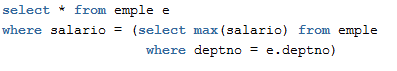 select * from emple e
where salario = (select max(salario) from emple
where deptno = e.deptno)